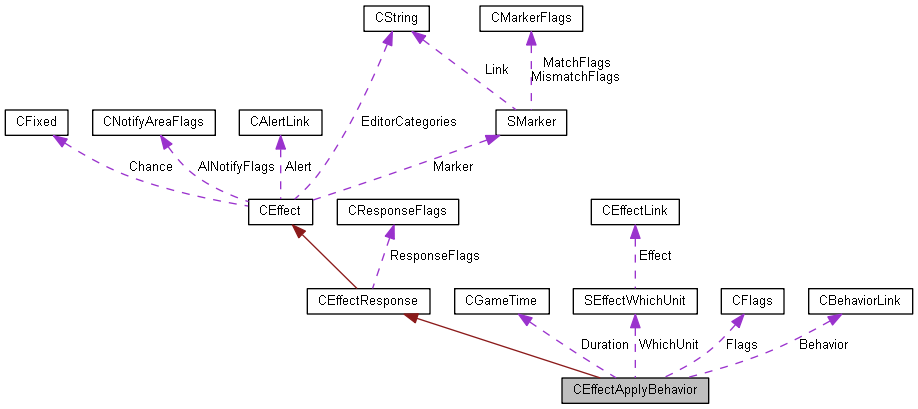 CString
CMarkerFlags
Link
MatchFlags
MismatchFlags
CFixed
CNotifyAreaFlags
CAlertLink
EditorCategories
SMarker
Chance
AINotifyFlags
Alert
Marker
CEffect
CResponseFlags
CEffectLink
ResponseFlags
Effect
CEffectResponse
CGameTime
SEffectWhichUnit
CFlags
CBehaviorLink
Duration
WhichUnit
Flags
Behavior
CEffectApplyBehavior